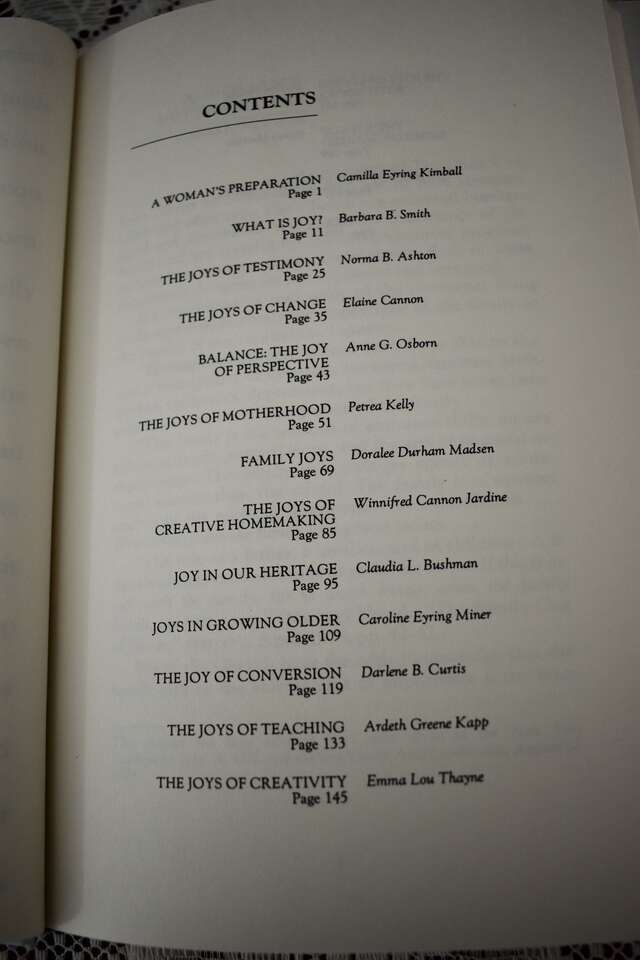 CONTENTS
A WOMAN'S PREPARATION Camilla Eyring Kimball
Page 1
WHAT IS JOY? Barbara B. Smith
Page 11
THE JOYS OF TESTIMONY Norma B. Ashton
Page 25
THE JOYS OF CHANGE Elaine Cannon
Page 35
BALANCE: THE JOY Anne G. Osborn
OF PERSPECTIVE
Page 43
THE JOYS OF MOTHERHOOD Petrea Kelly
Page 51
FAMILY JOYS Doralee Durham Madsen
Page 69
THE JOYS OF Winnifred Cannon Jardine
CREATIVE HOMEMAKING
Page 85
JOY IN OUR HERITAGE Claudia L. Bushman
Page 95
JOYS IN GROWING OLDER Caroline Eyring Miner
Page 109
THE JOY OF CONVERSION Darlene B. Curtis
Page 119
THE JOYS OF TEACHING Ardeth Greene Kapp
Page 133
THE JOYS OF CREATIVITY Emma Lou Thayne
Page 145